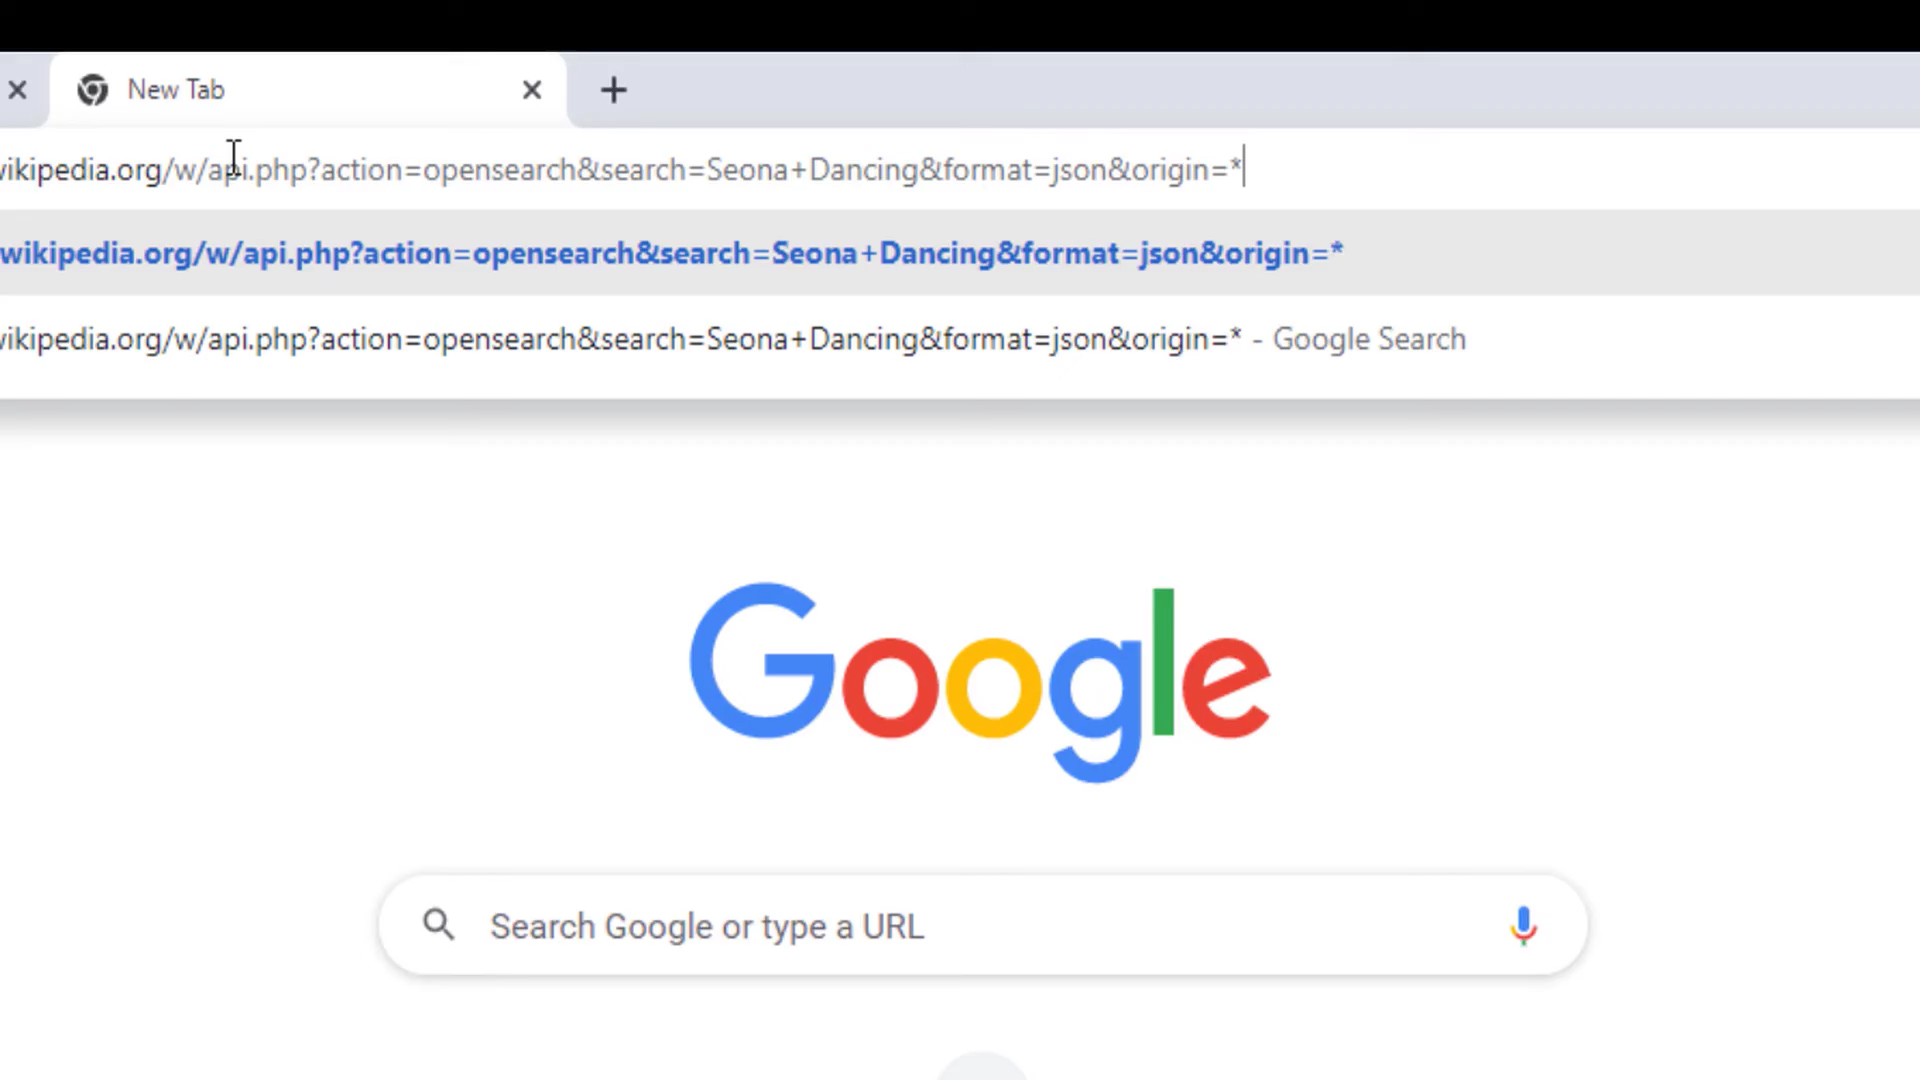 New Tab
wikipedia.org/w/api.php?action=opensearch&search=Seona+Dancing&format=json&origin=*
wikipedia.org/w/api.php?action=opensearch&search=Seona+Dancing&format=json&origin=*
wikipedia.org/w/api.php?action=opensearch&search=Seona+Dancing&format=json&origin=* - Google Search
Google
Search Google or type a URL